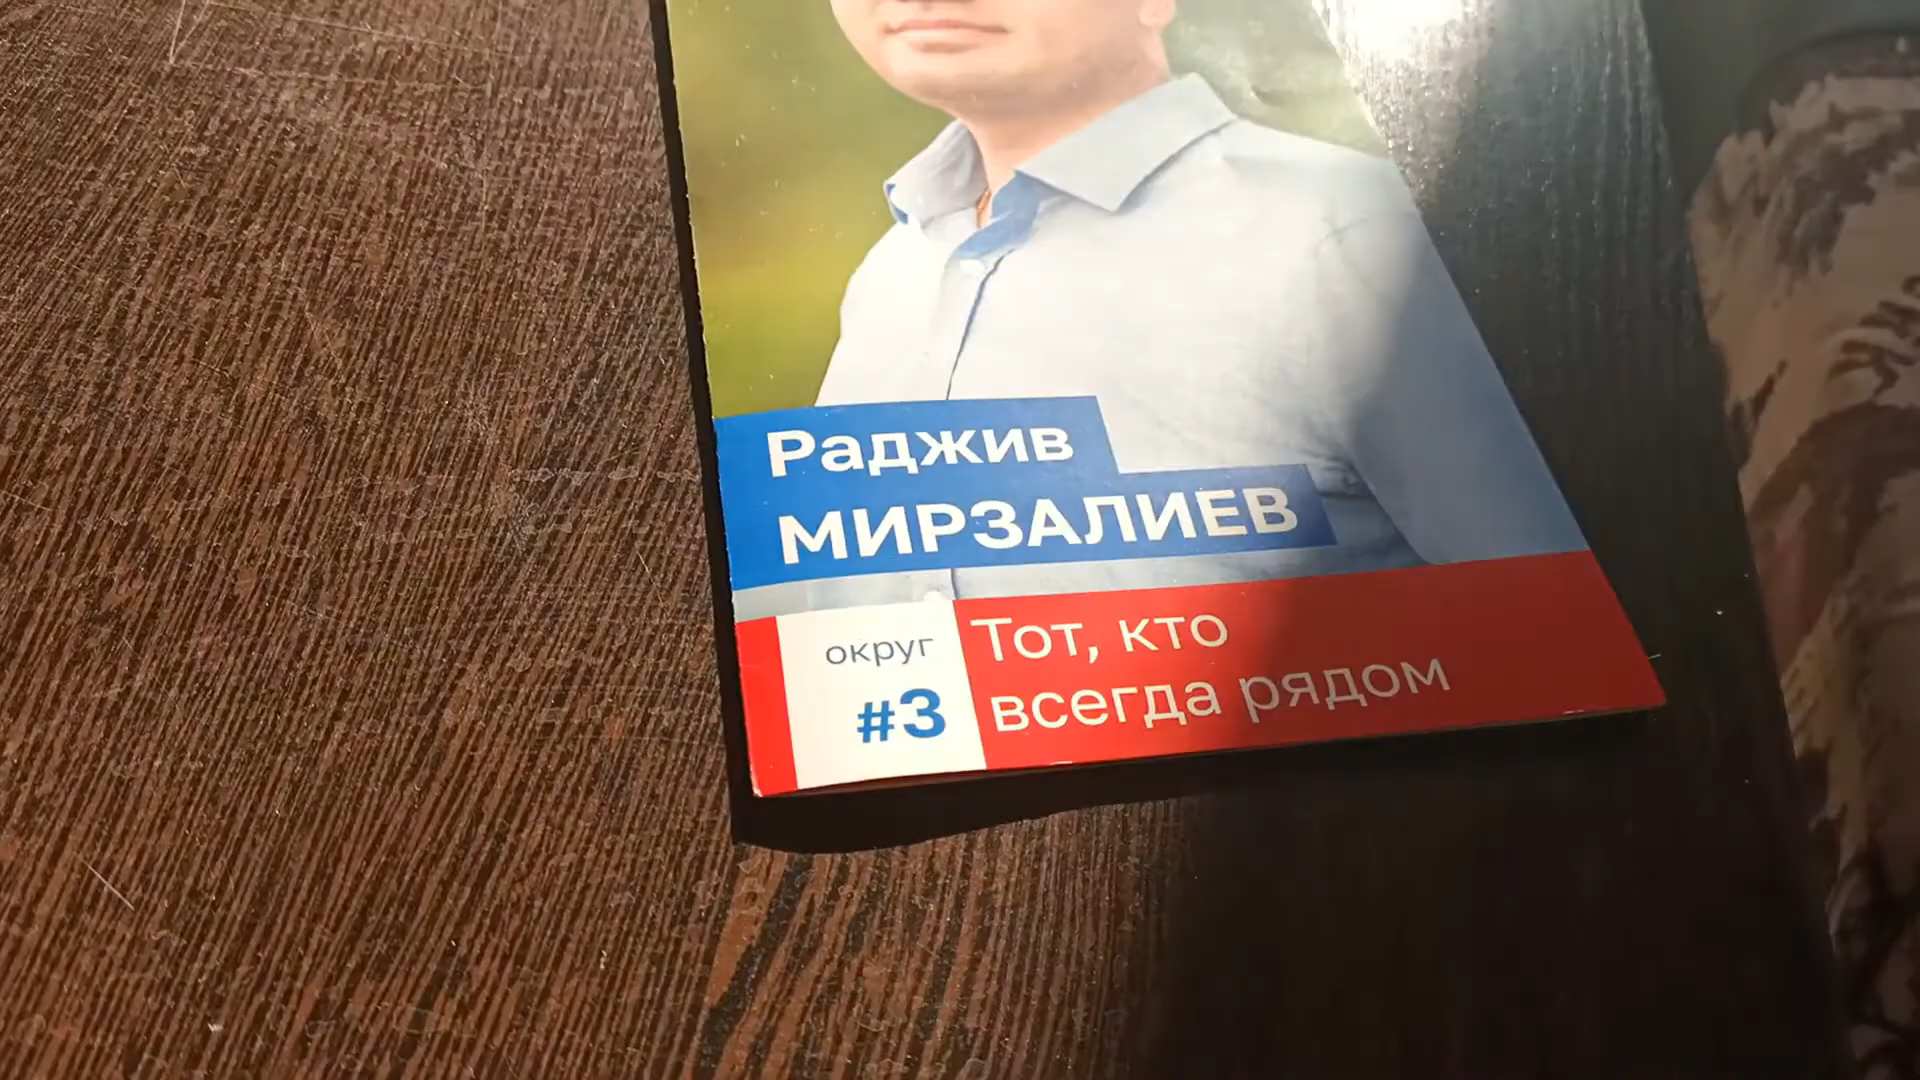 Раджив
МИРЗАЛИЕВ
округ
#3
Тот, кто
всегда рядом